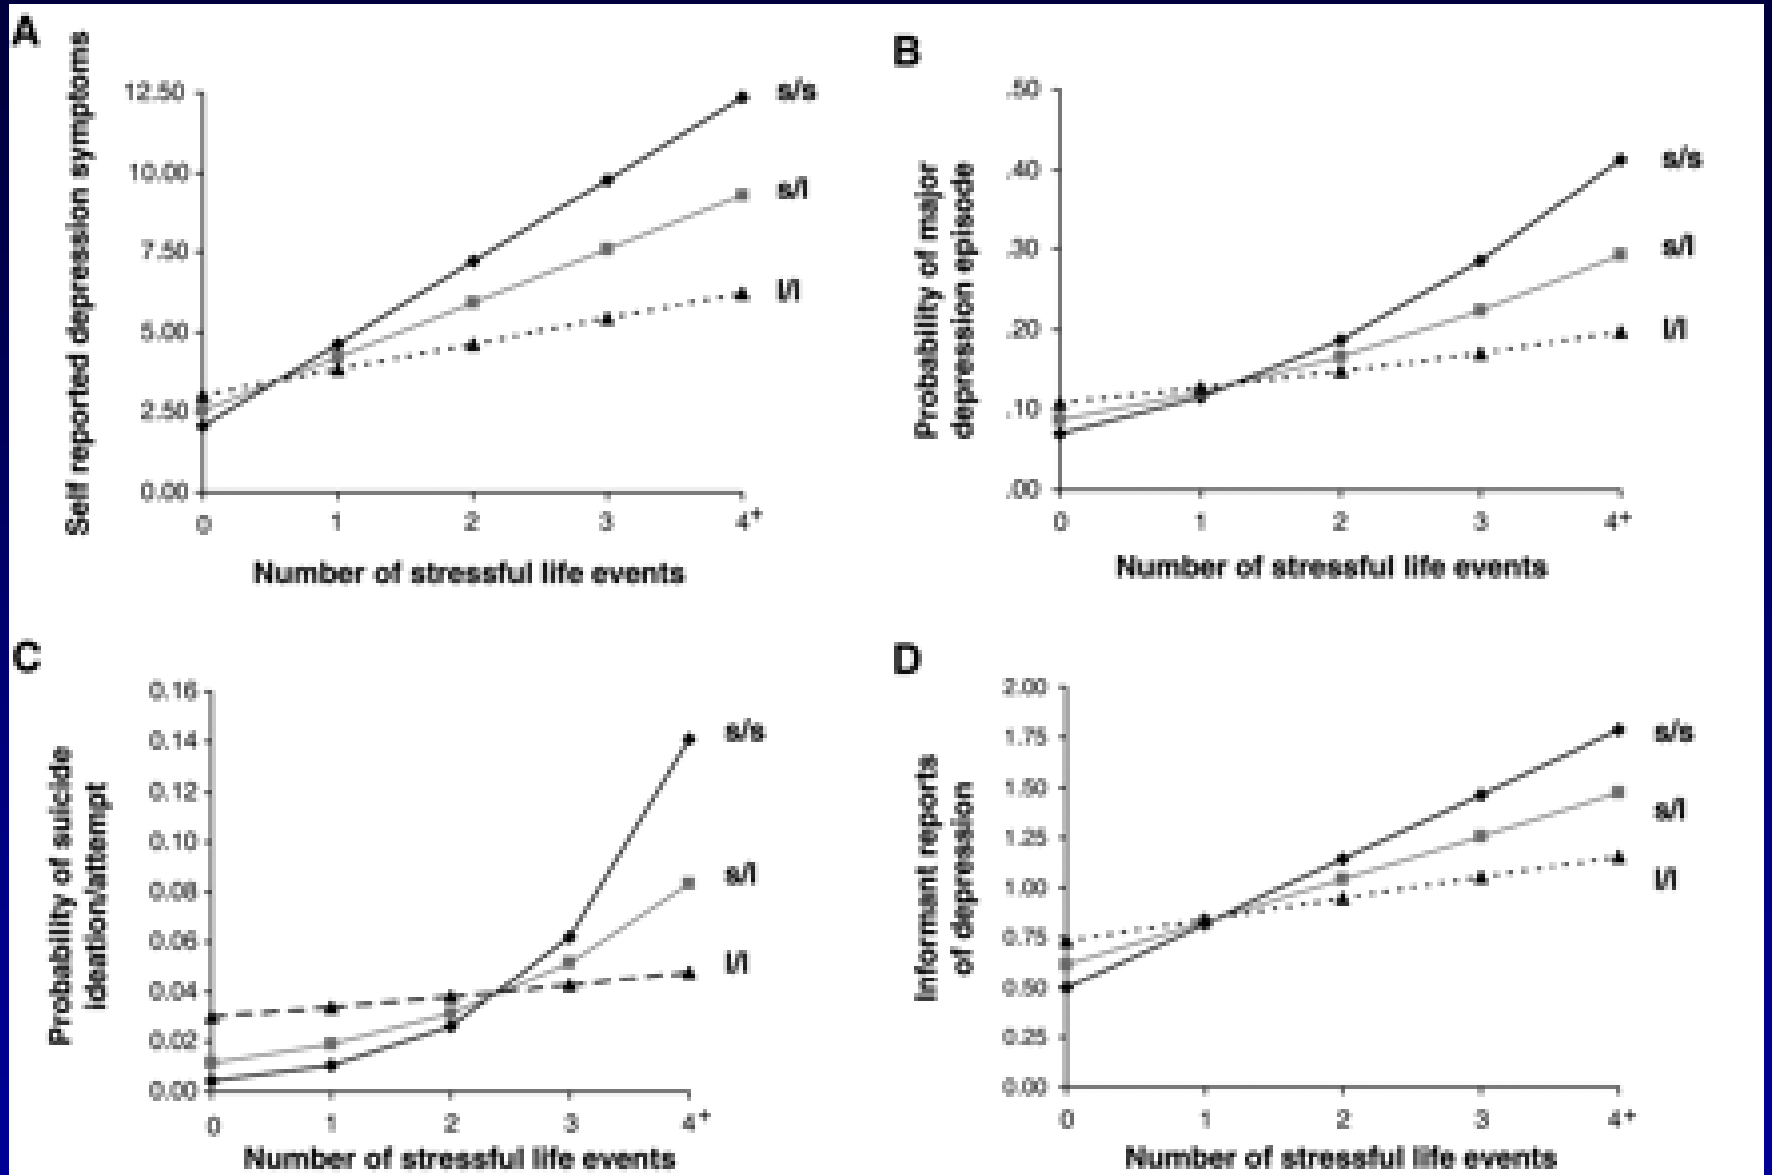 A
Self reported depression symptoms
12.50
10.00
7.50
5.00
2.50
0.00
0 1 2 3 4+
s/s
s/l
l/l
Number of stressful life events
B
Probability of major
depression episode
.50
.40
.30
.20
.10
.00
0 1 2 3 4+
s/s
s/l
l/l
Number of stressful life events
C
Probability of suicide
ideation/attempt
0.16
0.14
0.12
0.10
0.08
0.06
0.04
0.02
0.00
0 1 2 3 4+
s/s
s/l
l/l
Number of stressful life events
D
Informant reports
of depression
2.00
1.75
1.50
1.25
1.00
0.75
0.50
0.25
0.00
0 1 2 3 4+
s/s
s/l
l/l
Number of stressful life events